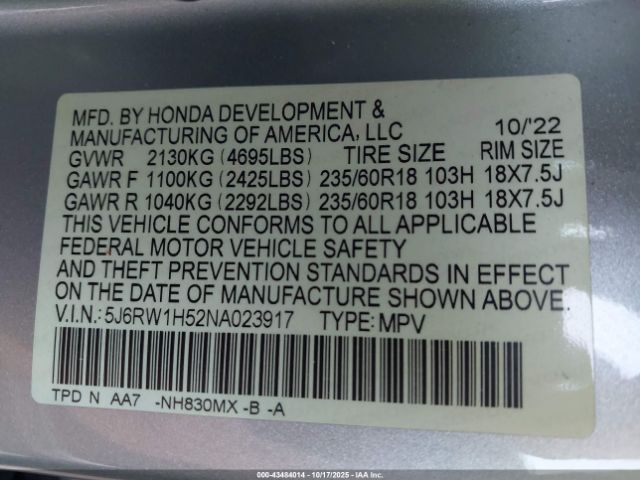 MFD. BY HONDA DEVELOPMENT &
MANUFACTURING OF AMERICA, LLC 10/'22
GVWR 2130KG (4695LBS) TIRE SIZE RIM SIZE
GAWR F 1100KG (2425LBS) 235/60R18 103H 18X7.5J
GAWR R 1040KG (2292LBS) 235/60R18 103H 18X7.5J
THIS VEHICLE CONFORMS TO ALL APPLICABLE
FEDERAL MOTOR VEHICLE SAFETY
AND THEFT PREVENTION STANDARDS IN EFFECT
ON THE DATE OF MANUFACTURE SHOWN ABOVE.
V.I.N.:5J6RW1H52NA023917 TYPE:MPV
TPD N AA7 -NH830MX -B -A
000-43484014 - 10/17/2025 - IAAI.COM